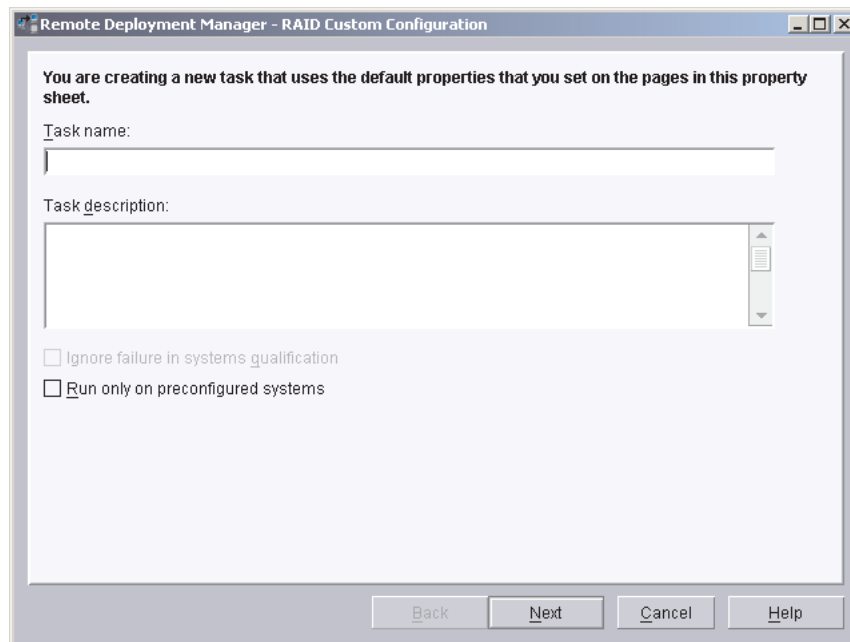 Remote Deployment Manager - RAID Custom Configuration
You are creating a new task that uses the default properties that you set on the pages in this property
sheet.
Task name:
Task description:
Ignore failure in systems qualification
Run only on preconfigured systems
Back Next Cancel Help